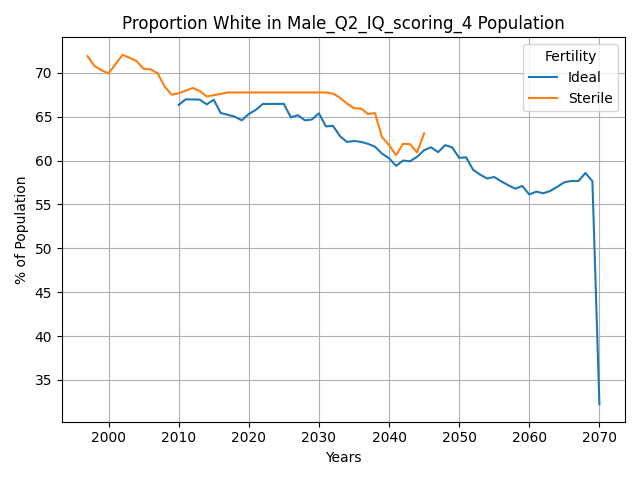 Proportion White in Male_Q2_IQ_scoring_4 Population
Fertility
Ideal
Sterile
% of Population
70
65
60
55
50
45
40
35
2000
2010
2020
2030
2040
2050
2060
2070
Years